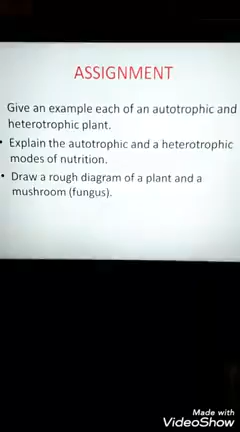 ASSIGNMENT
Give an example each of an autotrophic and
heterotrophic plant.
• Explain the autotrophic and a heterotrophic
modes of nutrition.
• Draw a rough diagram of a plant and a
mushroom (fungus).
Made with
VideoShow